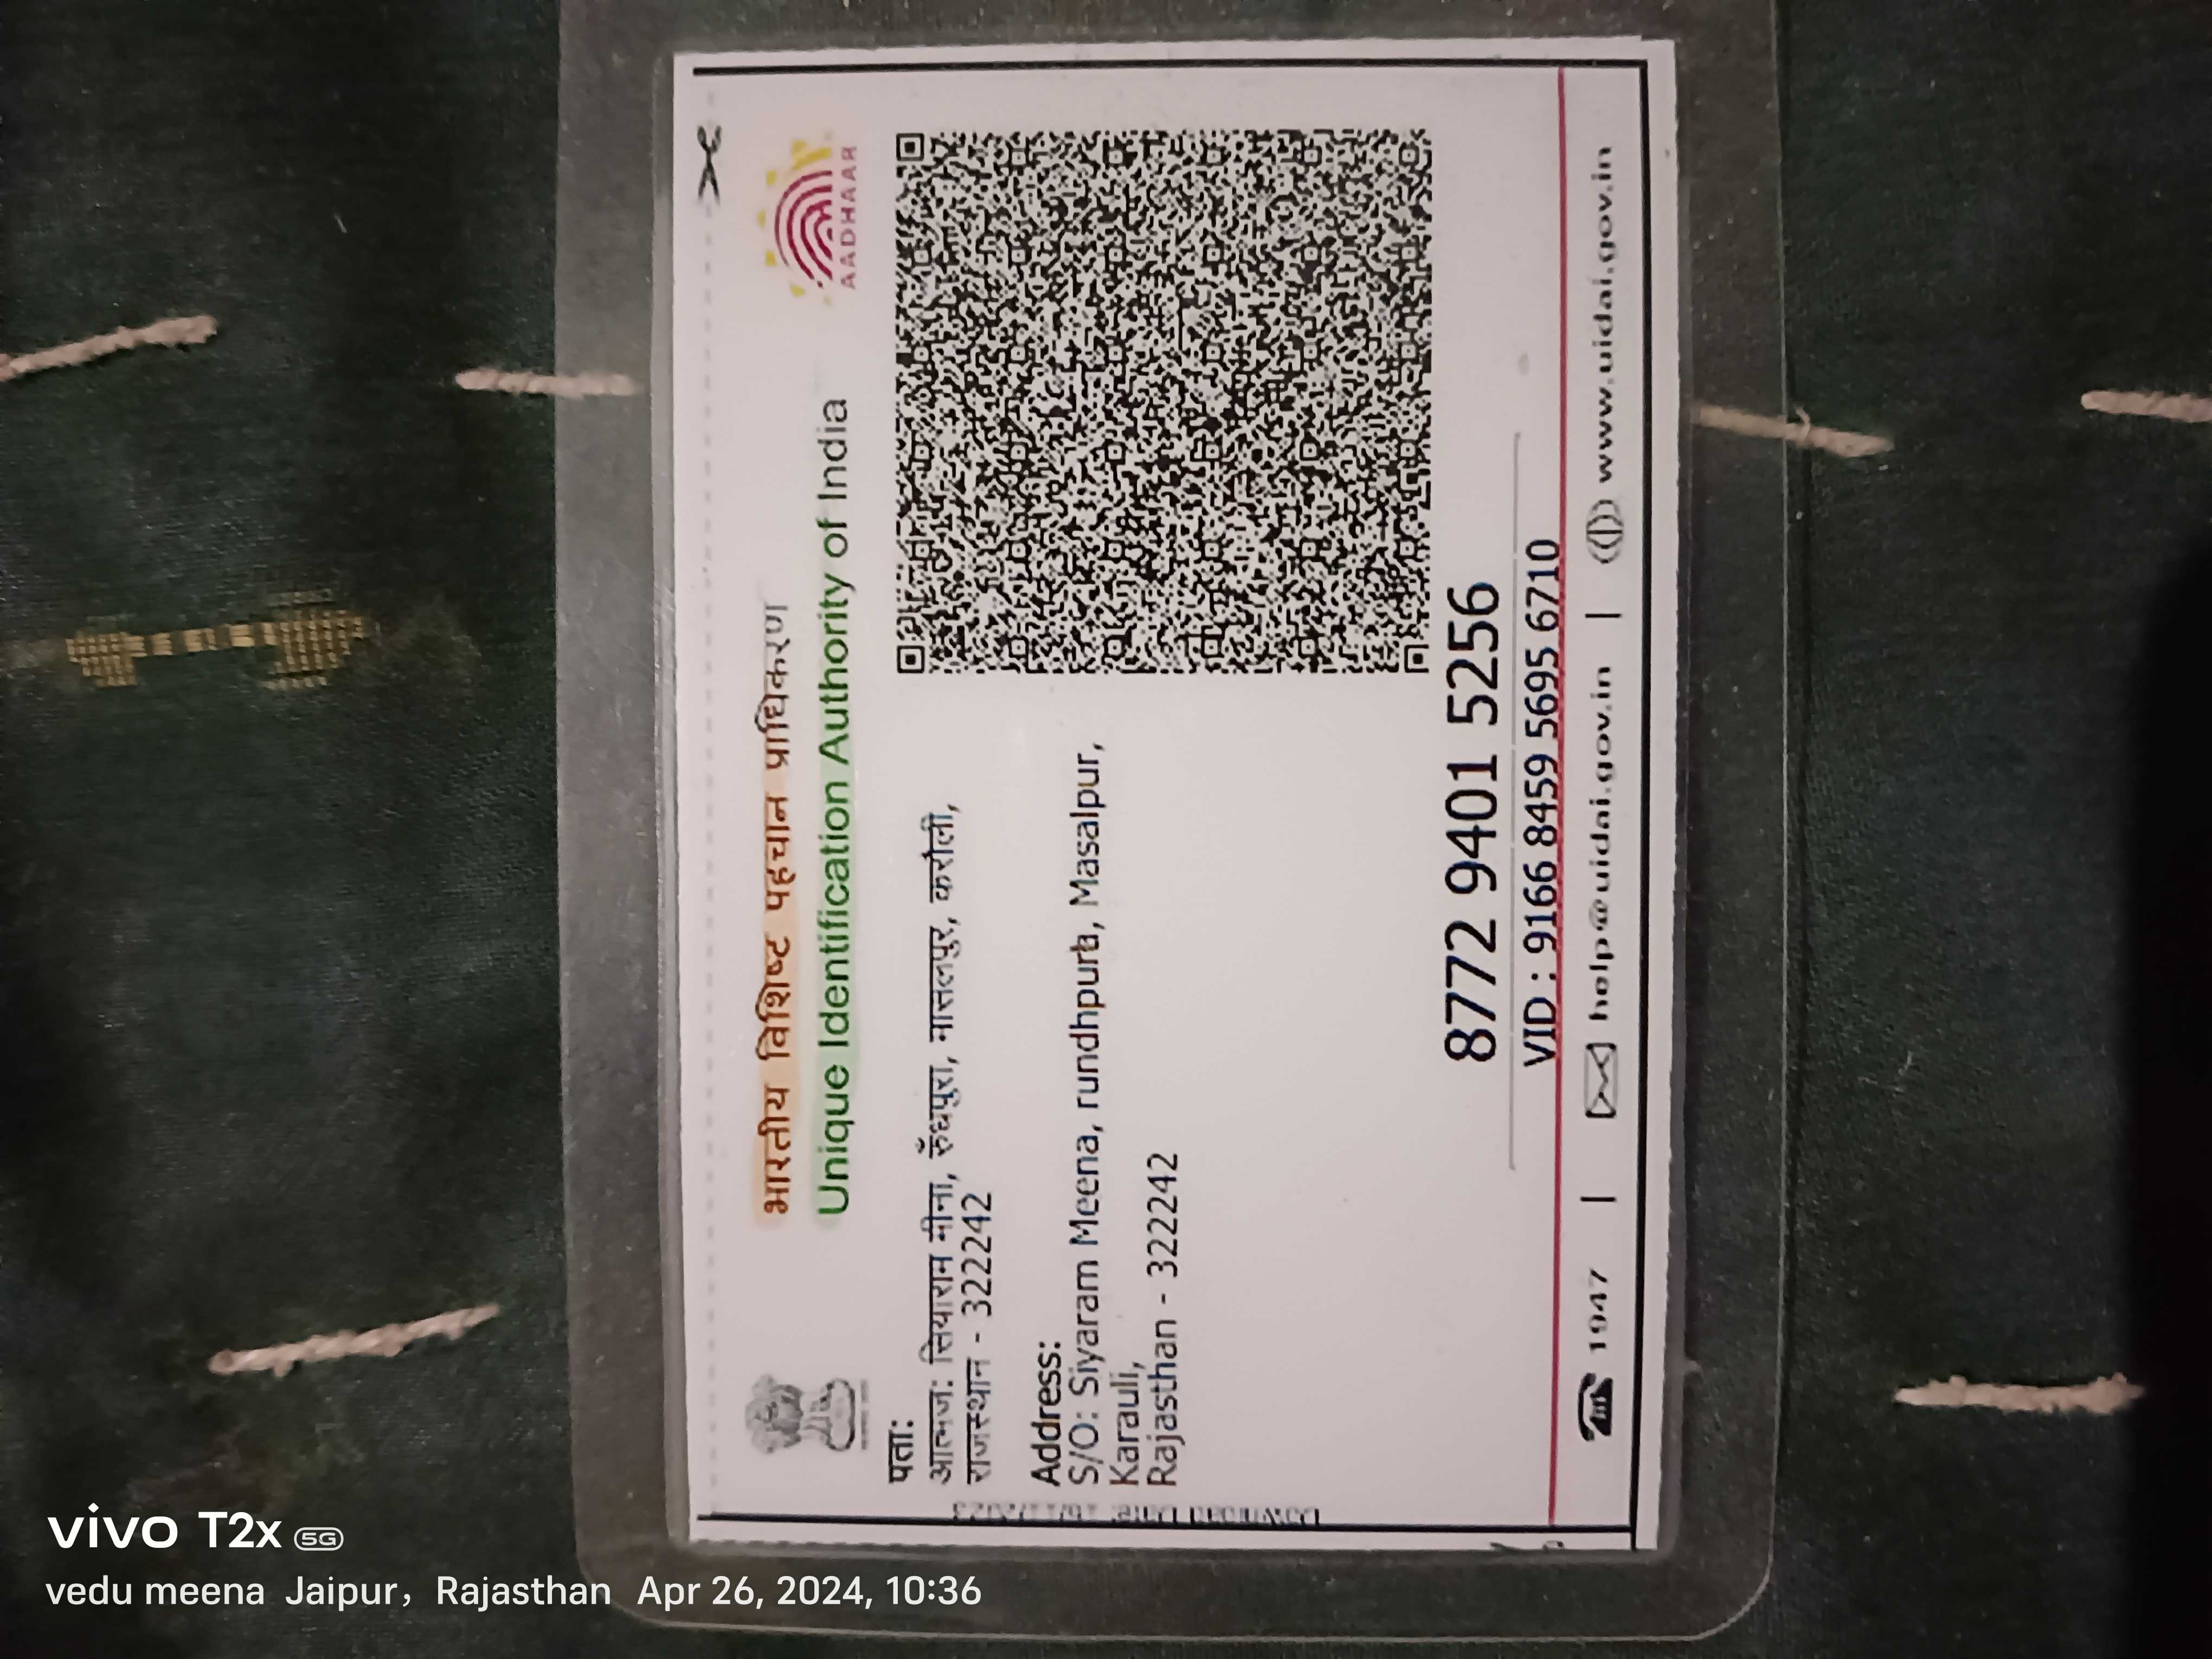 भारतीय विशिष्ट पहचान प्राधिकरण
Unique Identification Authority of India
AADHAAR
पता:
आत्मज: सियाराम मीना, रुँधपुरा, मासलपुर, करौली,
राजस्थान - 322242
Address:
S/O: Siyaram Meena, rundhpura, Masalpur,
Karauli,
Rajasthan - 322242
8772 9401 5256
VID : 9166 8459 5695 6710
1947 | help@uidai.gov.in | www.uidai.gov.in
Download Date:
vivo T2x 5G
vedu meena Jaipur, Rajasthan Apr 26, 2024, 10:36